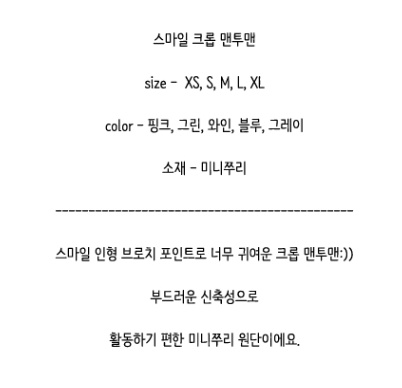 스마일 크롭 맨투맨
size - XS, S, M, L, XL
color - 핑크, 그린, 와인, 블루, 그레이
소재 - 미니쭈리
---------------------------------------------
스마일 인형 브로치 포인트로 너무 귀여운 크롭 맨투맨:))
부드러운 신축성으로
활동하기 편한 미니쭈리 원단이에요.